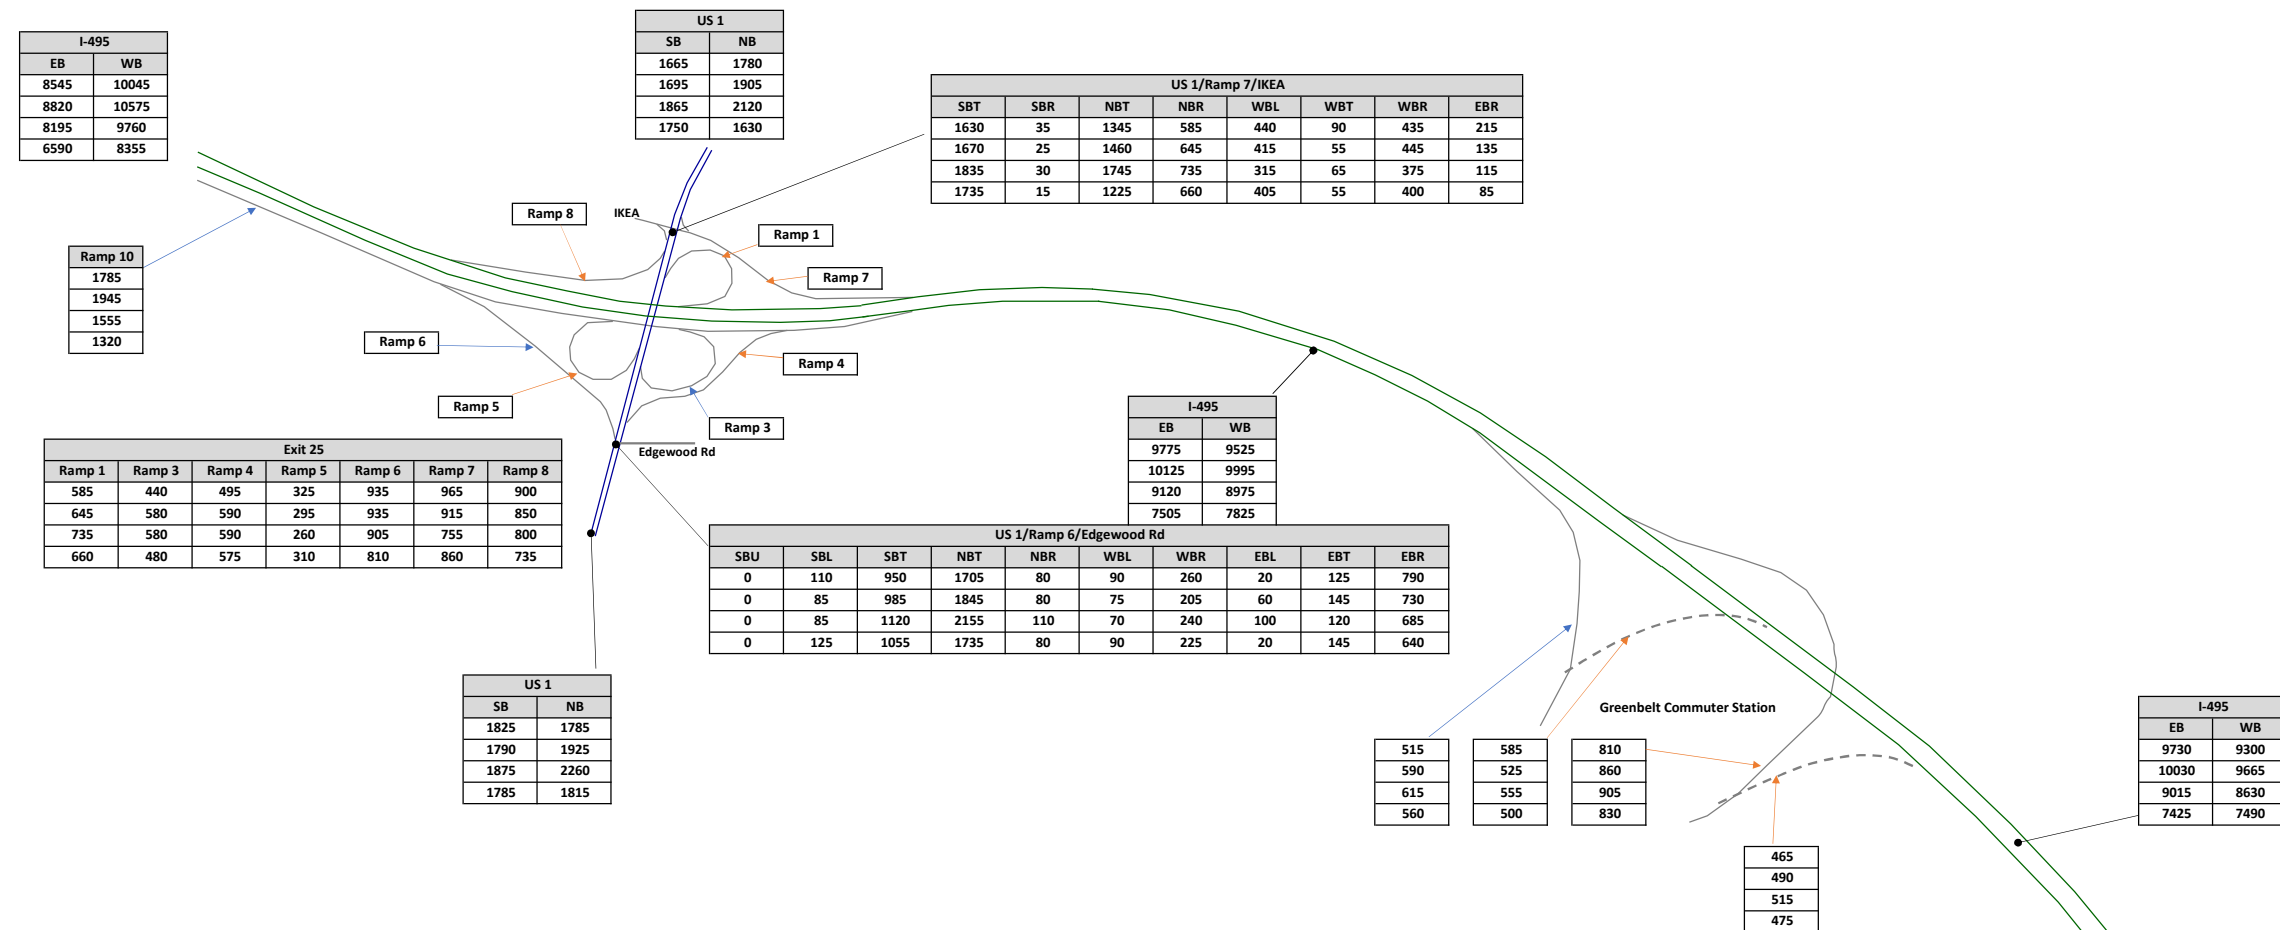 US 1
SB NB
1665 1780
1695 1905
1865 2120
1750 1630
I-495
EB WB
8545 10045
8820 10575
8195 9760
6590 8355
US 1/Ramp 7/IKEA
SBT SBR NBT NBR WBL WBT WBR EBR
1630 35 1345 585 440 90 435 215
1670 25 1460 645 415 55 445 135
1835 30 1745 735 315 65 375 115
1735 15 1225 660 405 55 400 85
Ramp 8
IKEA
Ramp 1
Ramp 7
Ramp 10
1785
1945
1555
1320
Ramp 6
Ramp 4
Ramp 5
Ramp 3
Edgewood Rd
I-495
EB WB
9775 9525
10125 9995
9120 8975
7505 7825
Exit 25
Ramp 1 Ramp 3 Ramp 4 Ramp 5 Ramp 6 Ramp 7 Ramp 8
585 440 495 325 935 965 900
645 580 590 295 935 915 850
735 580 590 260 905 755 800
660 480 575 310 810 860 735
US 1/Ramp 6/Edgewood Rd
SBU SBL SBT NBT NBR WBL WBR EBL EBT EBR
0 110 950 1705 80 90 260 20 125 790
0 85 985 1845 80 75 205 60 145 730
0 85 1120 2155 110 70 240 100 120 685
0 125 1055 1735 80 90 225 20 145 640
US 1
SB NB
1825 1785
1790 1925
1875 2260
1785 1815
Greenbelt Commuter Station
515
590
615
560
585
525
555
500
810
860
905
830
I-495
EB WB
9730 9300
10030 9665
9015 8630
7425 7490
465
490
515
475